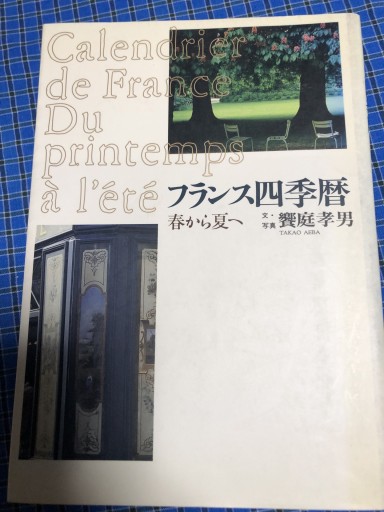 Calendrier
de France
Du
printemps
à l'été
フランス四季暦
春から夏へ
文・写真 饗庭孝男
TAKAO AEBA